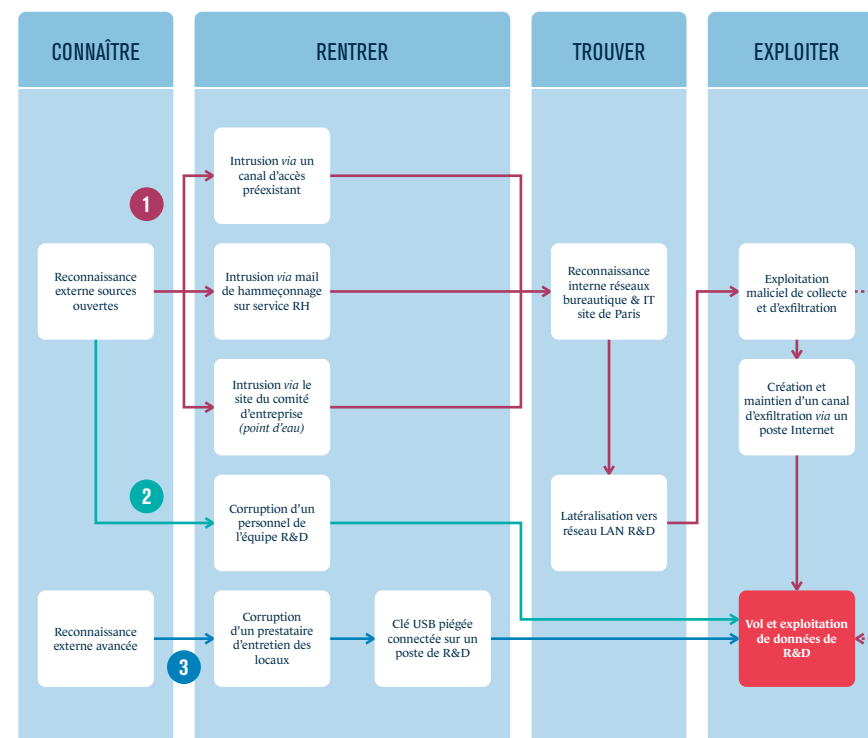 CONNAÎTRE
RENTRER
TROUVER
EXPLOITER
1
Intrusion via un
canal d'accès
préexistant
Reconnaissance
externe sources
ouvertes
Intrusion via mail
de hammeçonnage
sur service RH
Intrusion via le
site du comité
d'entreprise
(point d'eau)
Reconnaissance
interne réseaux
bureautique & IT
site de Paris
Exploitation
maliciel de collecte
et d'exfiltration
Création et
maintien d'un canal
d'exfiltration via un
poste Internet
2
Corruption d'un
personnel de
l'équipe R&D
Latéralisation vers
réseau LAN R&D
Reconnaissance
externe avancée
3
Corruption
d'un prestataire
d'entretien des
locaux
Clé USB piégée
connectée sur un
poste de R&D
Vol et exploitation
de données de
R&D